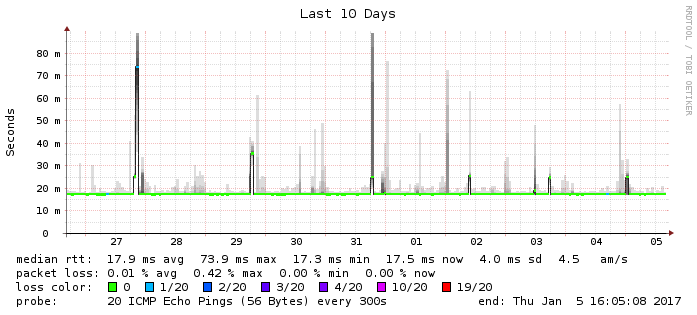 Last 10 Days
RRDTOOL / TOBI OETIKER
Seconds
80 m
70 m
60 m
50 m
40 m
30 m
20 m
10 m
0
27 28 29 30 31 01 02 03 04 05
median rtt: 17.9 ms avg 73.9 ms max 17.3 ms min 17.5 ms now 4.0 ms sd 4.5 am/s
packet loss: 0.01 % avg 0.42 % max 0.00 % min 0.00 % now
loss color: 0 1/20 2/20 3/20 4/20 10/20 19/20
probe: 20 ICMP Echo Pings (56 Bytes) every 300s end: Thu Jan 5 16:05:08 2017